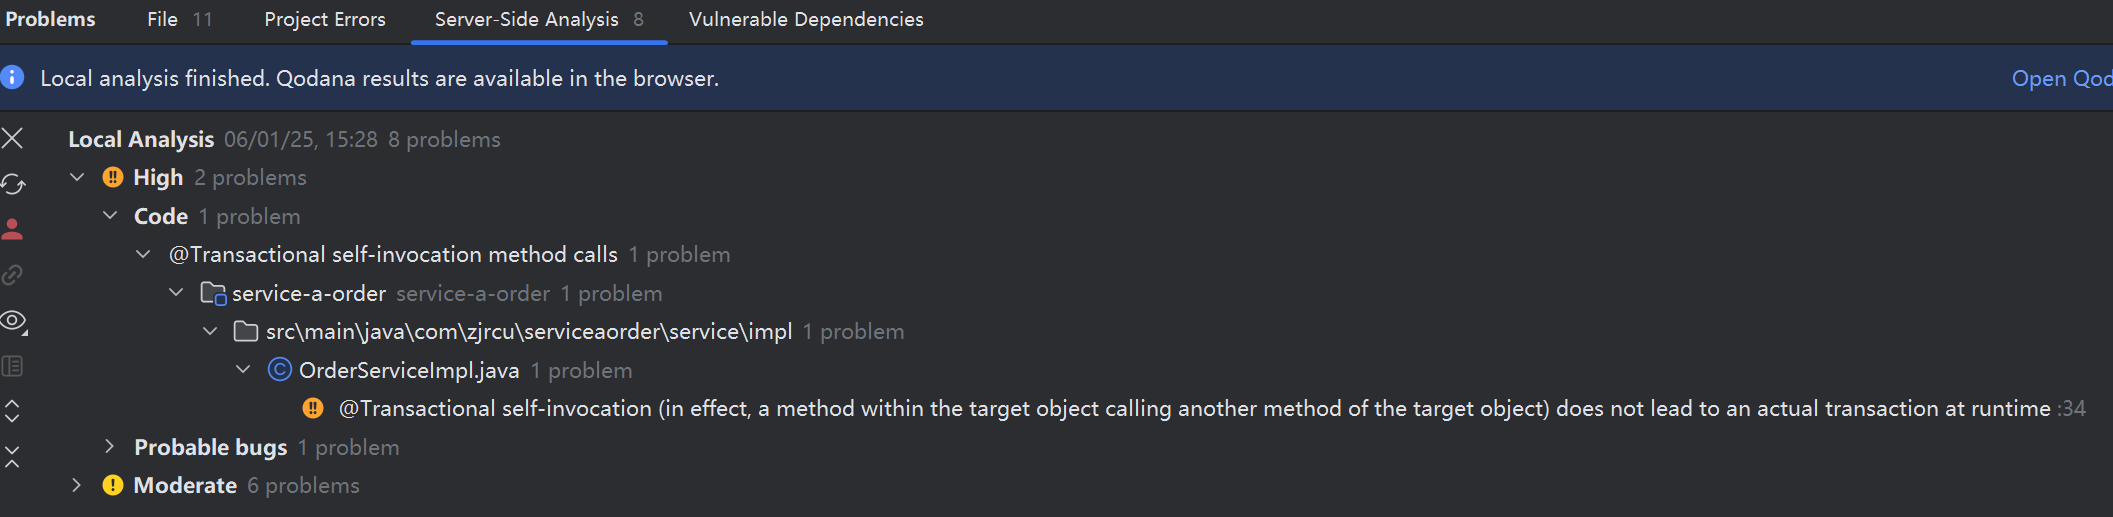 Problems File 11 Project Errors Server-Side Analysis 8 Vulnerable Dependencies
Local analysis finished. Qodana results are available in the browser. Open Qod
Local Analysis 06/01/25, 15:28 8 problems
High 2 problems
Code 1 problem
@Transactional self-invocation method calls 1 problem
service-a-order service-a-order 1 problem
src\main\java\com\zjrcu\serviceaorder\service\impl 1 problem
OrderServiceImpl.java 1 problem
@Transactional self-invocation (in effect, a method within the target object calling another method of the target object) does not lead to an actual transaction at runtime :34
Probable bugs 1 problem
Moderate 6 problems